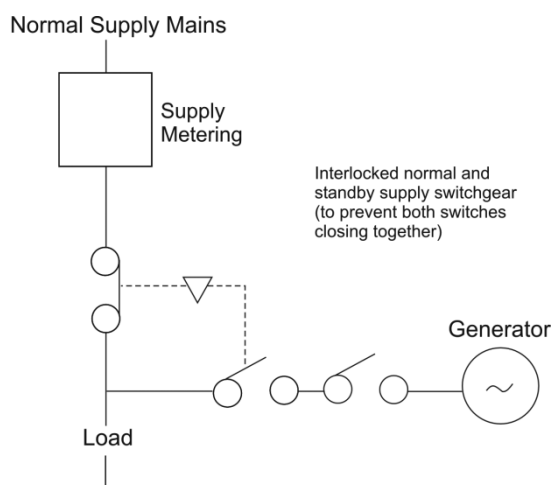 Normal Supply Mains
Supply
Metering
Interlocked normal and
standby supply switchgear
(to prevent both switches
closing together)
Generator
Load